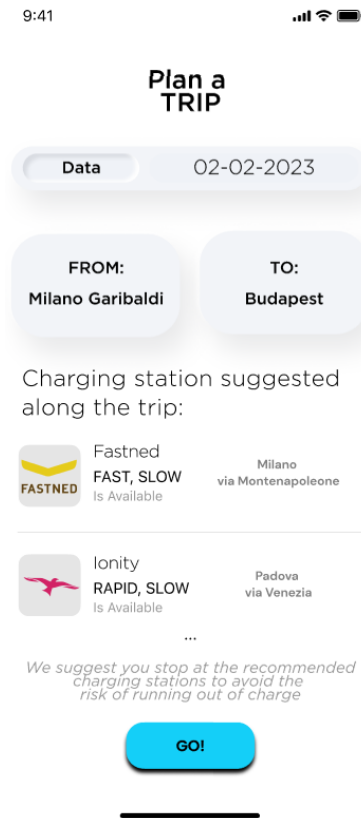 9:41
Plan a
TRIP
Data 02-02-2023
FROM: TO:
Milano Garibaldi Budapest
Charging station suggested
along the trip:
Fastned
FASTNED
FAST, SLOW
Is Available
Milano
via Montenapoleone
Ionity
RAPID, SLOW
Is Available
Padova
via Venezia
...
We suggest you stop at the recommended
charging stations to avoid the
risk of running out of charge
GO!